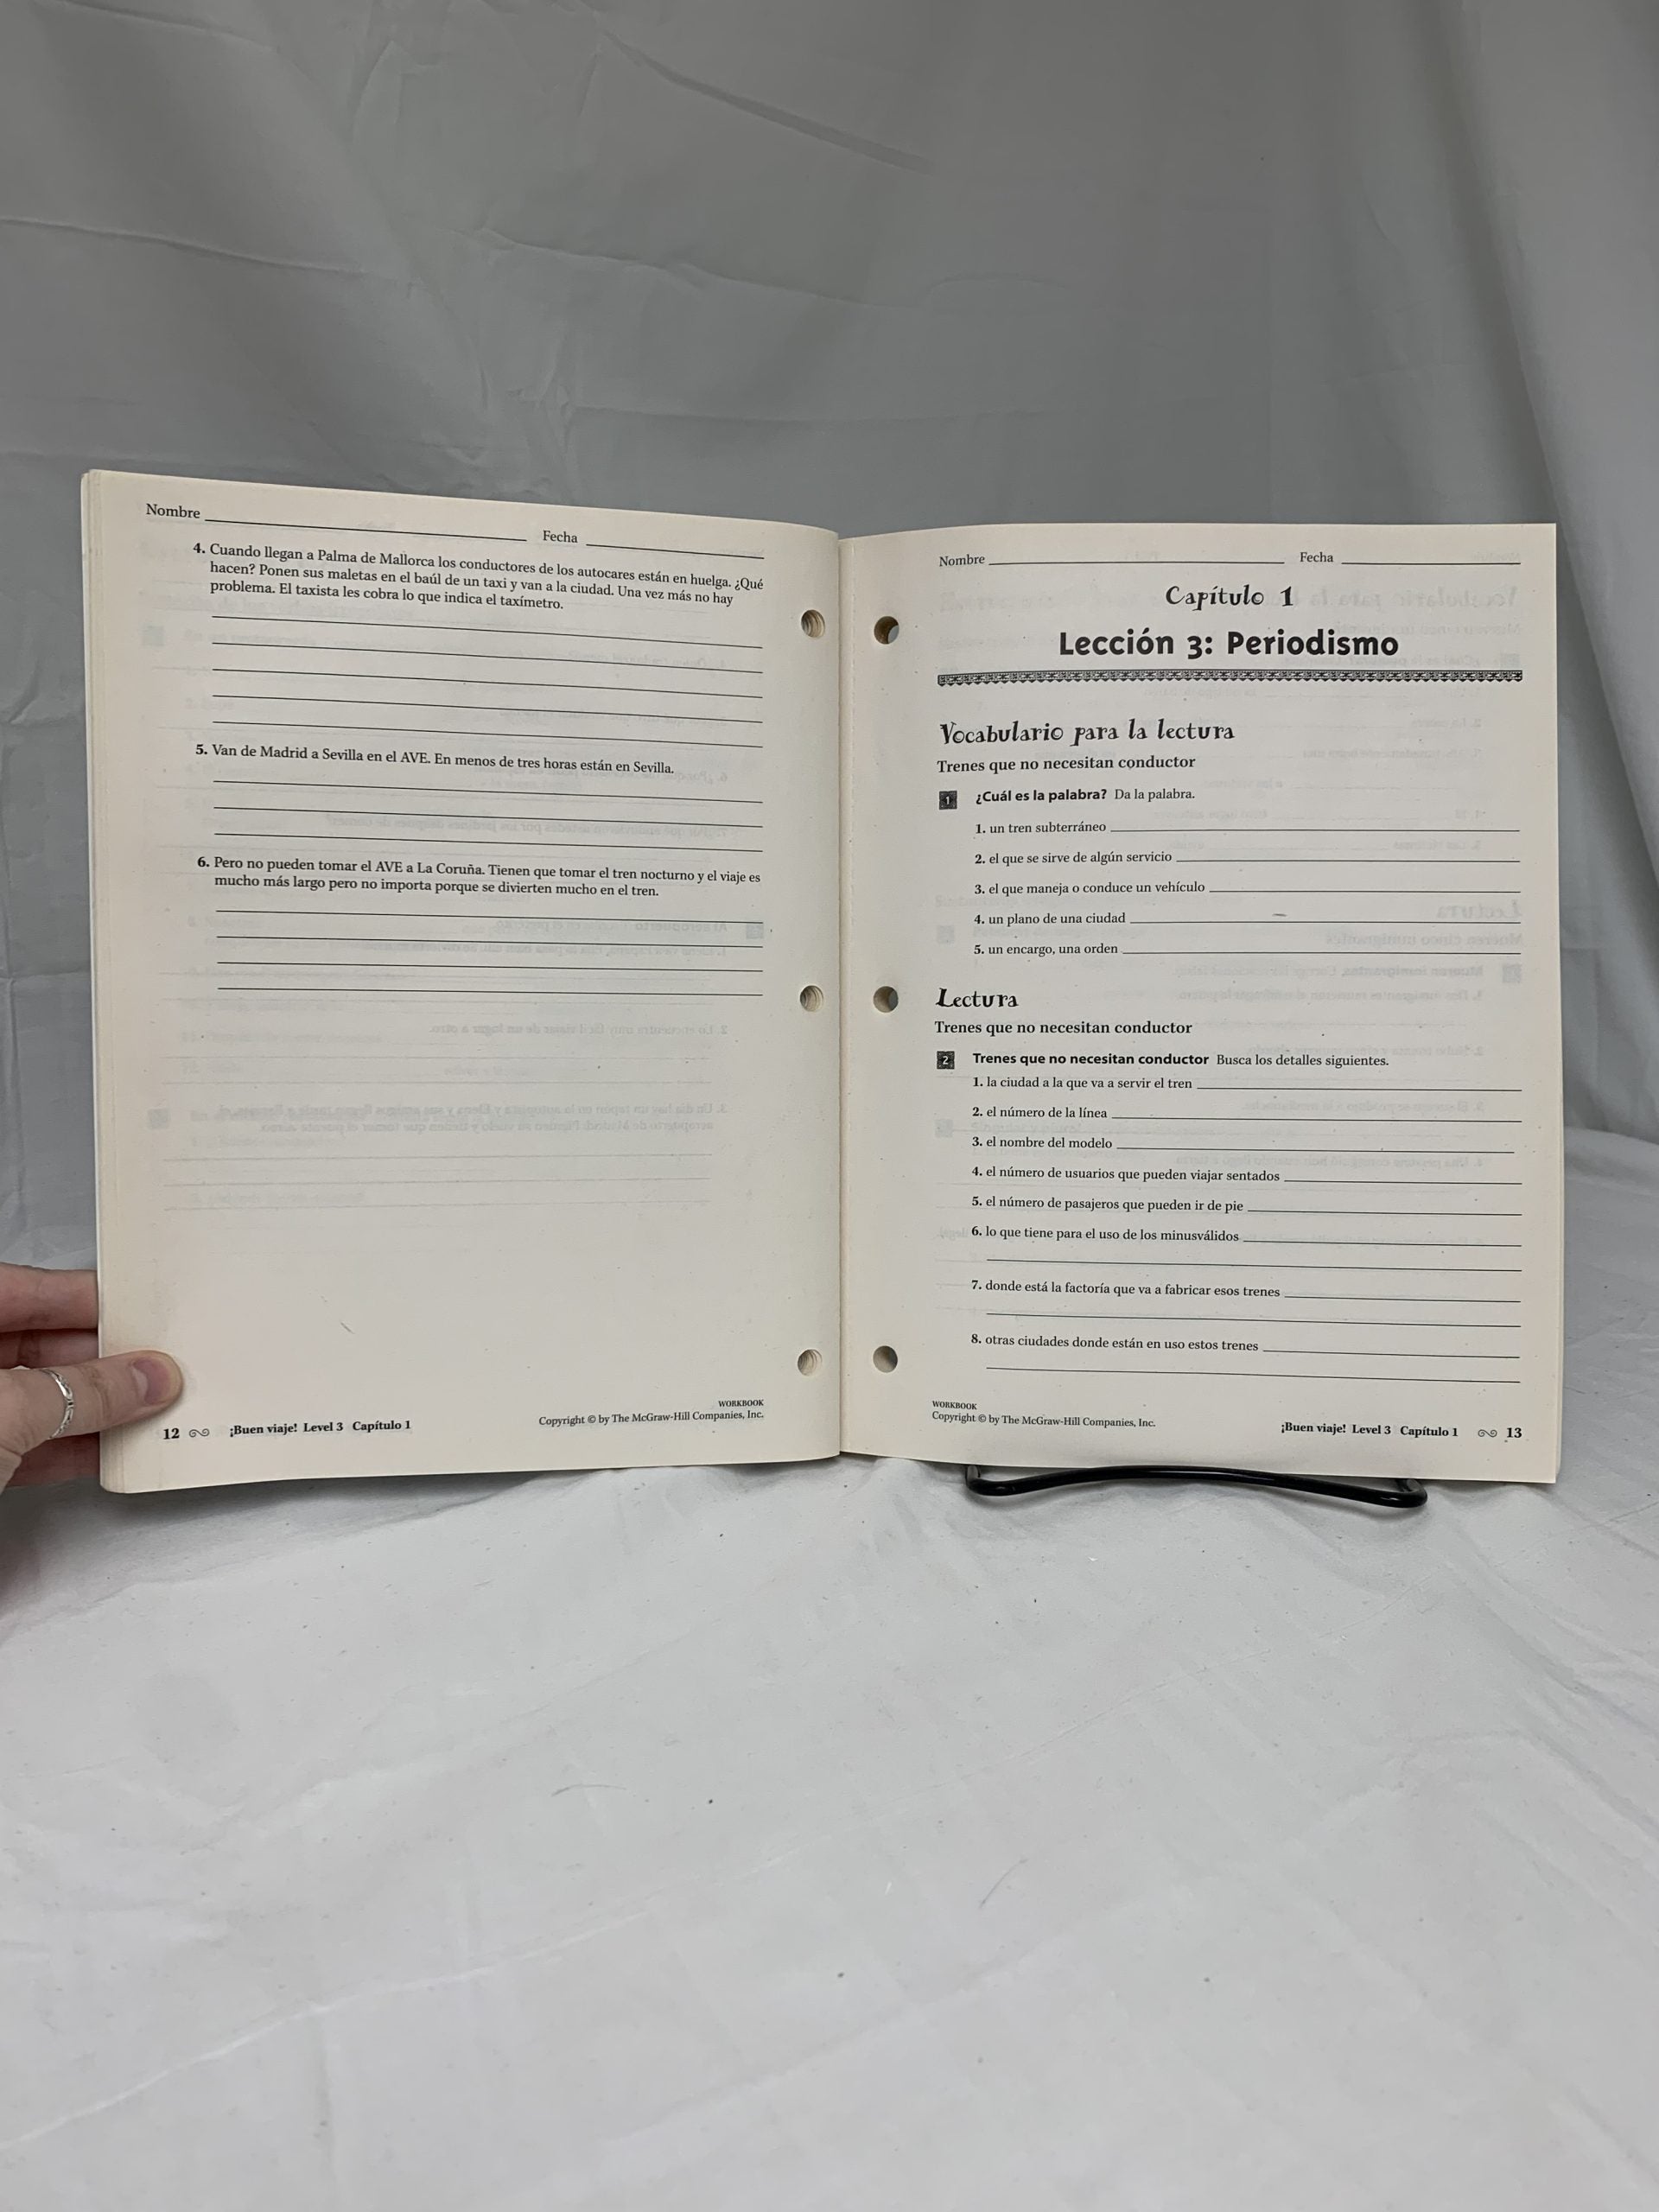 Nombre Fecha
4. Cuando llegan a Palma de Mallorca los conductores de los autocares están en huelga. ¿Qué
hacen? Ponen sus maletas en el baúl de un taxi y van a la ciudad. Una vez más no hay
problema. El taxista les cobra lo que indica el taxímetro.
5. Van de Madrid a Sevilla en el AVE. En menos de tres horas están en Sevilla.
6. Pero no pueden tomar el AVE a La Coruña. Tienen que tomar el tren nocturno y el viaje es
mucho más largo pero no importa porque se divierten mucho en el tren.
12 ¡Buen viaje! Level 3 Capítulo 1
WORKBOOK
Copyright © by The McGraw-Hill Companies, Inc.
Nombre Fecha
Capítulo 1
Lección 3: Periodismo
Vocabulario para la lectura
Trenes que no necesitan conductor
1 ¿Cuál es la palabra? Da la palabra.
1. un tren subterráneo
2. el que se sirve de algún servicio
3. el que maneja o conduce un vehículo
4. un plano de una ciudad
5. un encargo, una orden
Lectura
Trenes que no necesitan conductor
2 Trenes que no necesitan conductor Busca los detalles siguientes.
1. la ciudad a la que va a servir el tren
2. el número de la línea
3. el nombre del modelo
4. el número de usuarios que pueden viajar sentados
5. el número de pasajeros que pueden ir de pie
6. lo que tiene para el uso de los minusválidos
7. donde está la factoría que va a fabricar esos trenes
8. otras ciudades donde están en uso estos trenes
WORKBOOK
Copyright © by The McGraw-Hill Companies, Inc.
¡Buen viaje! Level 3 Capítulo 1 13